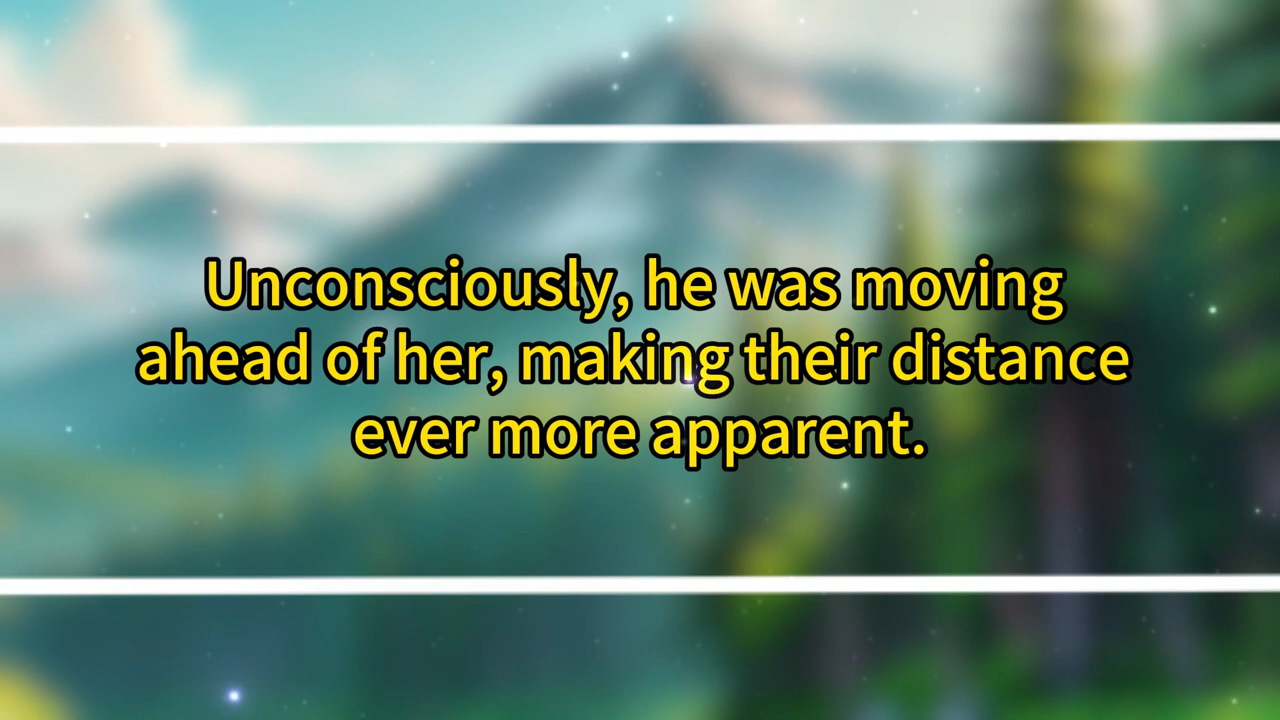 Unconsciously, he was moving
ahead of her, making their distance
ever more apparent.